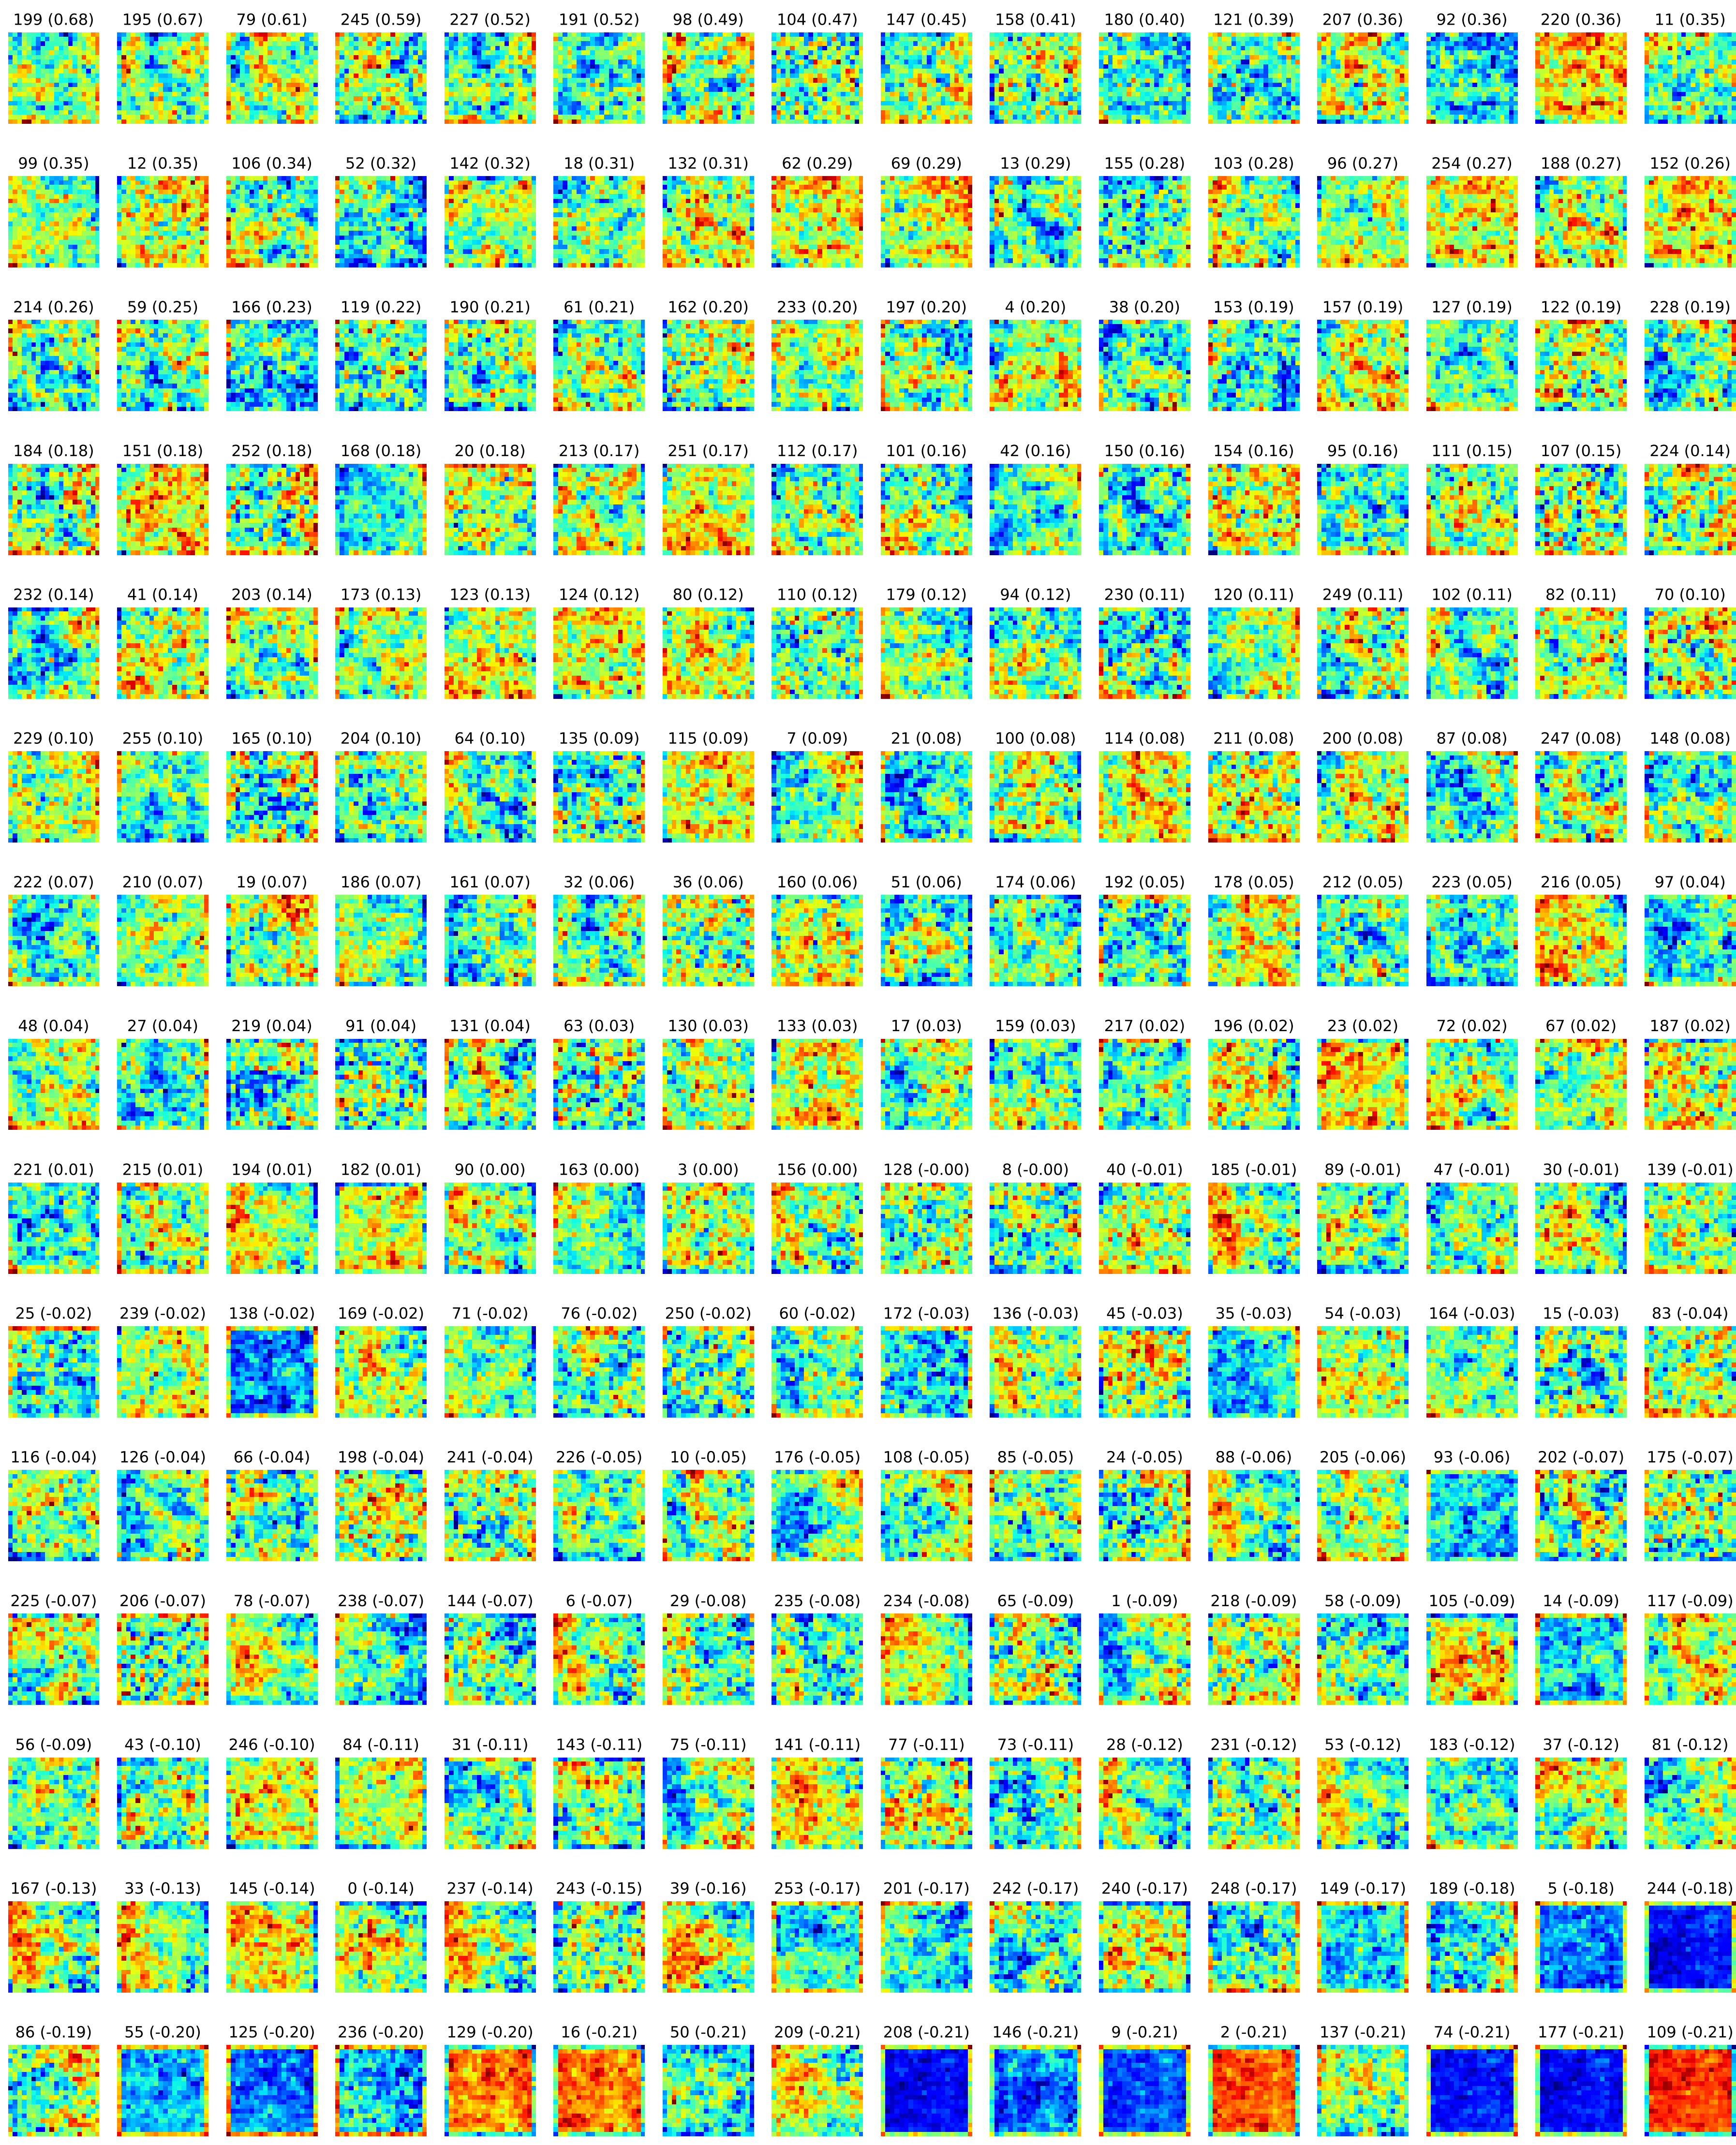 199 (0.68) 195 (0.67) 79 (0.61) 245 (0.59) 227 (0.52) 191 (0.52) 98 (0.49) 104 (0.47) 147 (0.45) 158 (0.41) 180 (0.40) 121 (0.39) 207 (0.36) 92 (0.36) 220 (0.36) 11 (0.35)
99 (0.35) 12 (0.35) 106 (0.34) 52 (0.32) 142 (0.32) 18 (0.31) 132 (0.31) 62 (0.29) 69 (0.29) 13 (0.29) 155 (0.28) 103 (0.28) 96 (0.27) 254 (0.27) 188 (0.27) 152 (0.26)
214 (0.26) 59 (0.25) 166 (0.23) 119 (0.22) 190 (0.21) 61 (0.21) 162 (0.20) 233 (0.20) 197 (0.20) 4 (0.20) 38 (0.20) 153 (0.19) 157 (0.19) 127 (0.19) 122 (0.19) 228 (0.19)
184 (0.18) 151 (0.18) 252 (0.18) 168 (0.18) 20 (0.18) 213 (0.17) 251 (0.17) 112 (0.17) 101 (0.16) 42 (0.16) 150 (0.16) 154 (0.16) 95 (0.16) 111 (0.15) 107 (0.15) 224 (0.14)
232 (0.14) 41 (0.14) 203 (0.14) 173 (0.13) 123 (0.13) 124 (0.12) 80 (0.12) 110 (0.12) 179 (0.12) 94 (0.12) 230 (0.11) 120 (0.11) 249 (0.11) 102 (0.11) 82 (0.11) 70 (0.10)
229 (0.10) 255 (0.10) 165 (0.10) 204 (0.10) 64 (0.10) 135 (0.09) 115 (0.09) 7 (0.09) 21 (0.08) 100 (0.08) 114 (0.08) 211 (0.08) 200 (0.08) 87 (0.08) 247 (0.08) 148 (0.08)
222 (0.07) 210 (0.07) 19 (0.07) 186 (0.07) 161 (0.07) 32 (0.06) 36 (0.06) 160 (0.06) 51 (0.06) 174 (0.06) 192 (0.05) 178 (0.05) 212 (0.05) 223 (0.05) 216 (0.05) 97 (0.04)
48 (0.04) 27 (0.04) 219 (0.04) 91 (0.04) 131 (0.04) 63 (0.03) 130 (0.03) 133 (0.03) 17 (0.03) 159 (0.03) 217 (0.02) 196 (0.02) 23 (0.02) 72 (0.02) 67 (0.02) 187 (0.02)
221 (0.01) 215 (0.01) 194 (0.01) 182 (0.01) 90 (0.00) 163 (0.00) 3 (0.00) 156 (0.00) 128 (-0.00) 8 (-0.00) 40 (-0.01) 185 (-0.01) 89 (-0.01) 47 (-0.01) 30 (-0.01) 139 (-0.01)
25 (-0.02) 239 (-0.02) 138 (-0.02) 169 (-0.02) 71 (-0.02) 76 (-0.02) 250 (-0.02) 60 (-0.02) 172 (-0.03) 136 (-0.03) 45 (-0.03) 35 (-0.03) 54 (-0.03) 164 (-0.03) 15 (-0.03) 83 (-0.04)
116 (-0.04) 126 (-0.04) 66 (-0.04) 198 (-0.04) 241 (-0.04) 226 (-0.05) 10 (-0.05) 176 (-0.05) 108 (-0.05) 85 (-0.05) 24 (-0.05) 88 (-0.06) 205 (-0.06) 93 (-0.06) 202 (-0.07) 175 (-0.07)
225 (-0.07) 206 (-0.07) 78 (-0.07) 238 (-0.07) 144 (-0.07) 6 (-0.07) 29 (-0.08) 235 (-0.08) 234 (-0.08) 65 (-0.09) 1 (-0.09) 218 (-0.09) 58 (-0.09) 105 (-0.09) 14 (-0.09) 117 (-0.09)
56 (-0.09) 43 (-0.10) 246 (-0.10) 84 (-0.11) 31 (-0.11) 143 (-0.11) 75 (-0.11) 141 (-0.11) 77 (-0.11) 73 (-0.11) 28 (-0.12) 231 (-0.12) 53 (-0.12) 183 (-0.12) 37 (-0.12) 81 (-0.12)
167 (-0.13) 33 (-0.13) 145 (-0.14) 0 (-0.14) 237 (-0.14) 243 (-0.15) 39 (-0.16) 253 (-0.17) 201 (-0.17) 242 (-0.17) 240 (-0.17) 248 (-0.17) 149 (-0.17) 189 (-0.18) 5 (-0.18) 244 (-0.18)
86 (-0.19) 55 (-0.20) 125 (-0.20) 236 (-0.20) 129 (-0.20) 16 (-0.21) 50 (-0.21) 209 (-0.21) 208 (-0.21) 146 (-0.21) 9 (-0.21) 2 (-0.21) 137 (-0.21) 74 (-0.21) 177 (-0.21) 109 (-0.21)